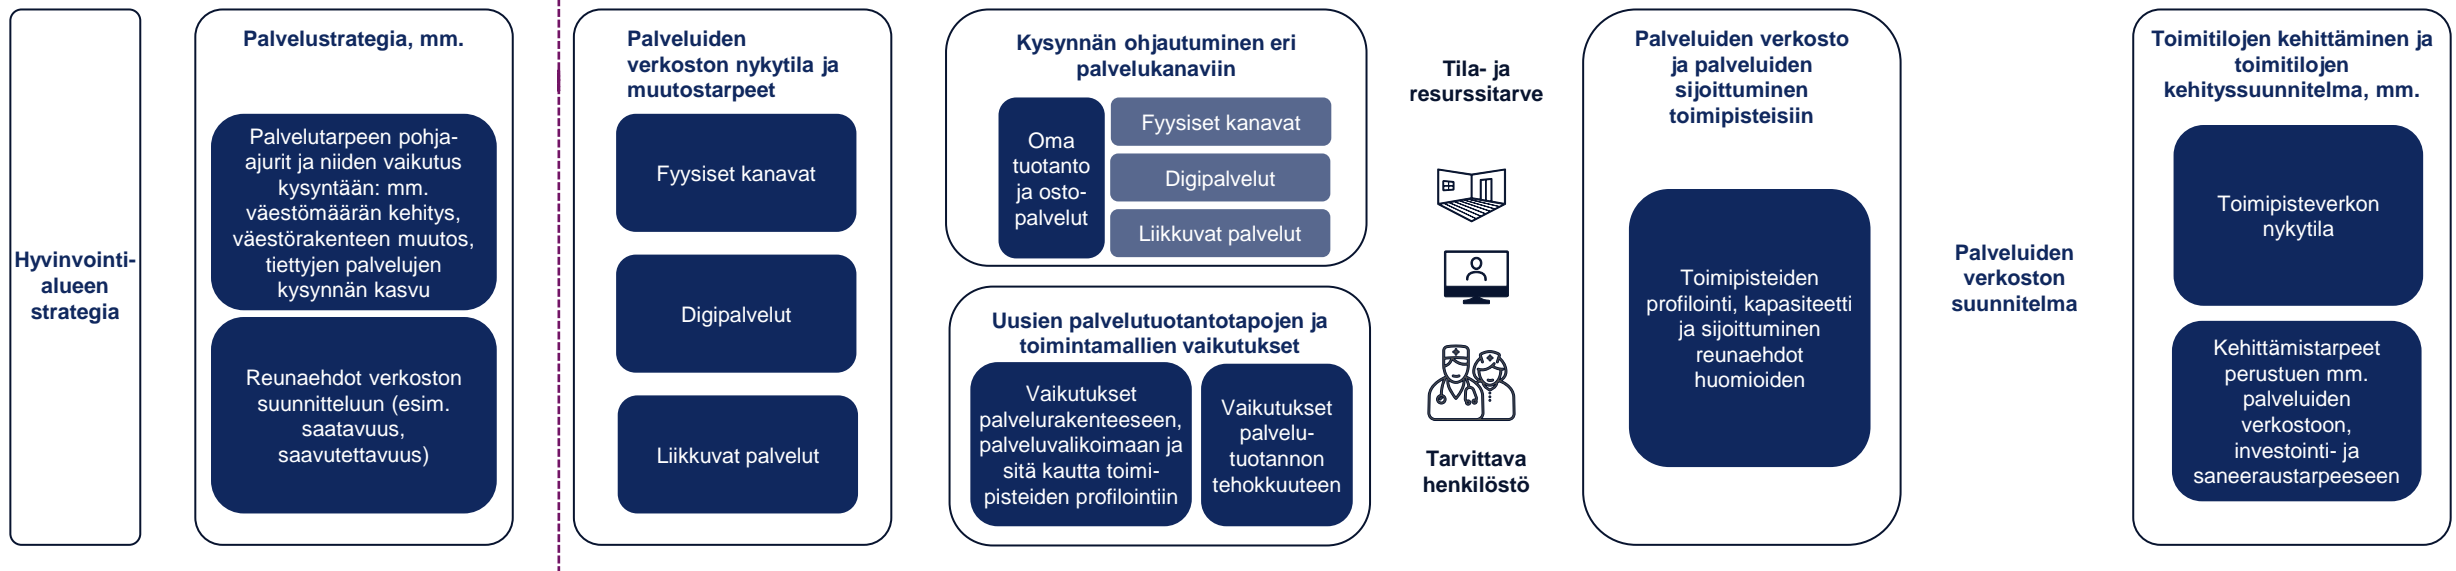 Hyvinvointi-
alueen
strategia
Palvelustrategia, mm.
Palvelutarpeen pohja-
ajurit ja niiden vaikutus
kysyntään: mm.
väestömäärän kehitys,
väestörakenteen muutos,
tiettyjen palvelujen
kysynnän kasvu
Reunaehdot verkoston
suunnitteluun (esim.
saatavuus,
saavutettavuus)
Palveluiden
verkoston nykytila ja
muutostarpeet
Fyysiset kanavat
Digipalvelut
Liikkuvat palvelut
Kysynnän ohjautuminen eri
palvelukanaviin
Oma
tuotanto
ja osto-
palvelut
Fyysiset kanavat
Digipalvelut
Liikkuvat palvelut
Uusien palvelutuotantotapojen ja
toimintamallien vaikutukset
Vaikutukset
palvelurakenteeseen,
palveluvalikoimaan ja
sitä kautta toimi-
pisteiden profilointiin
Vaikutukset
palvelu-
tuotannon
tehokkuuteen
Tila- ja
resurssitarve
Tarvittava
henkilöstö
Palveluiden verkosto
ja palveluiden
sijoittuminen
toimipisteisiin
Toimipisteiden
profilointi, kapasiteetti
ja sijoittuminen
reunaehdot
huomioiden
Palveluiden
verkoston
suunnitelma
Toimitilojen kehittäminen ja
toimitilojen
kehityssuunnitelma, mm.
Toimipisteverkon
nykytila
Kehittämistarpeet
perustuen mm.
palveluiden
verkostoon,
investointi- ja
saneeraustarpeeseen